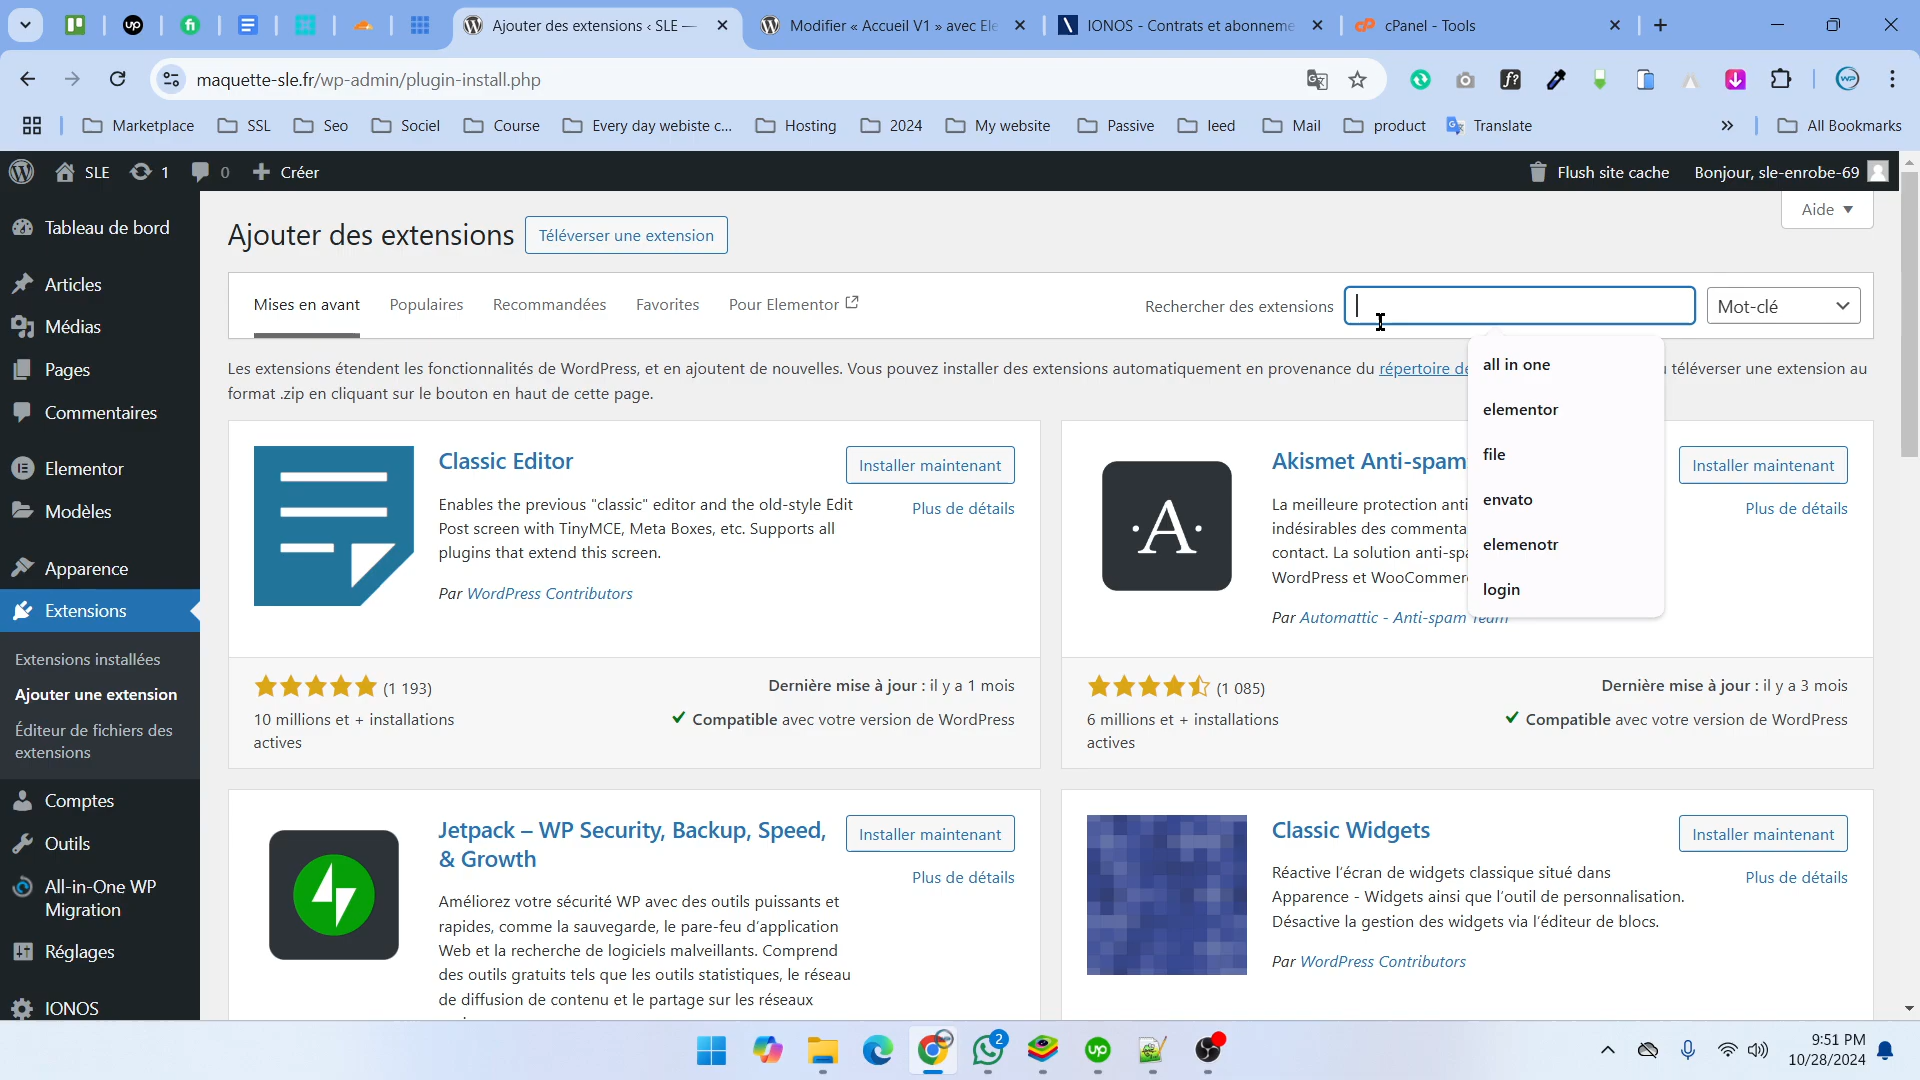 Ajouter des extensions ‹ SLE —
Modifier « Accueil V1 » avec Ele
IONOS - Contrats et abonneme
cPanel - Tools
maquette-sle.fr/wp-admin/plugin-install.php
Marketplace
SSL
Seo
Sociel
Course
Every day webiste c...
Hosting
2024
My website
Passive
leed
Mail
product
Translate
All Bookmarks
SLE
1
0
Créer
Flush site cache
Bonjour, sle-enrobe-69
Tableau de bord
Articles
Médias
Pages
Commentaires
Elementor
Modèles
Apparence
Extensions
Extensions installées
Ajouter une extension
Éditeur de fichiers des
extensions
Comptes
Outils
All-in-One WP
Migration
Réglages
IONOS
Ajouter des extensions
Téléverser une extension
Aide
Mises en avant
Populaires
Recommandées
Favorites
Pour Elementor
Rechercher des extensions
Mot-clé
Les extensions étendent les fonctionnalités de WordPress, et en ajoutent de nouvelles. Vous pouvez installer des extensions automatiquement en provenance du répertoire de
téléverser une extension au
format .zip en cliquant sur le bouton en haut de cette page.
all in one
elementor
file
envato
elemenotr
login
Classic Editor
Installer maintenant
Plus de détails
Enables the previous "classic" editor and the old-style Edit
Post screen with TinyMCE, Meta Boxes, etc. Supports all
plugins that extend this screen.
Par WordPress Contributors
(1 193)
10 millions et + installations
actives
Dernière mise à jour : il y a 1 mois
Compatible avec votre version de WordPress
Akismet Anti-spam
Installer maintenant
Plus de détails
La meilleure protection anti
indésirables des commenta
contact. La solution anti-spa
WordPress et WooCommer
Par Automattic - Anti-spam Team
(1 085)
6 millions et + installations
actives
Dernière mise à jour : il y a 3 mois
Compatible avec votre version de WordPress
Jetpack – WP Security, Backup, Speed,
& Growth
Installer maintenant
Plus de détails
Améliorez votre sécurité WP avec des outils puissants et
rapides, comme la sauvegarde, le pare-feu d'application
Web et la recherche de logiciels malveillants. Comprend
des outils gratuits tels que les outils statistiques, le réseau
de diffusion de contenu et le partage sur les réseaux
Classic Widgets
Installer maintenant
Plus de détails
Réactive l'écran de widgets classique situé dans
Apparence - Widgets ainsi que l'outil de personnalisation.
Désactive la gestion des widgets via l'éditeur de blocs.
Par WordPress Contributors
2
9:51 PM
10/28/2024